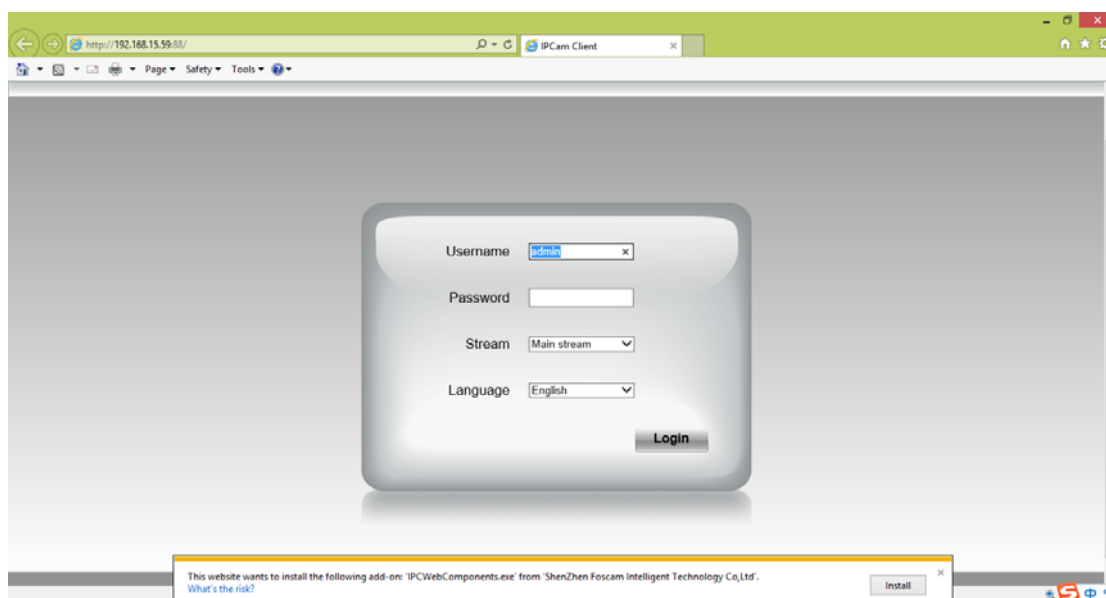 http://192.168.15.59:88/
IPCam Client
Page Safety Tools
Username admin
Password
Stream Main stream
Language English
Login
This website wants to install the following add-on: 'IPCWebComponents.exe' from 'ShenZhen Foscam Intelligent Technology Co,Ltd'.
What's the risk?
Install
中